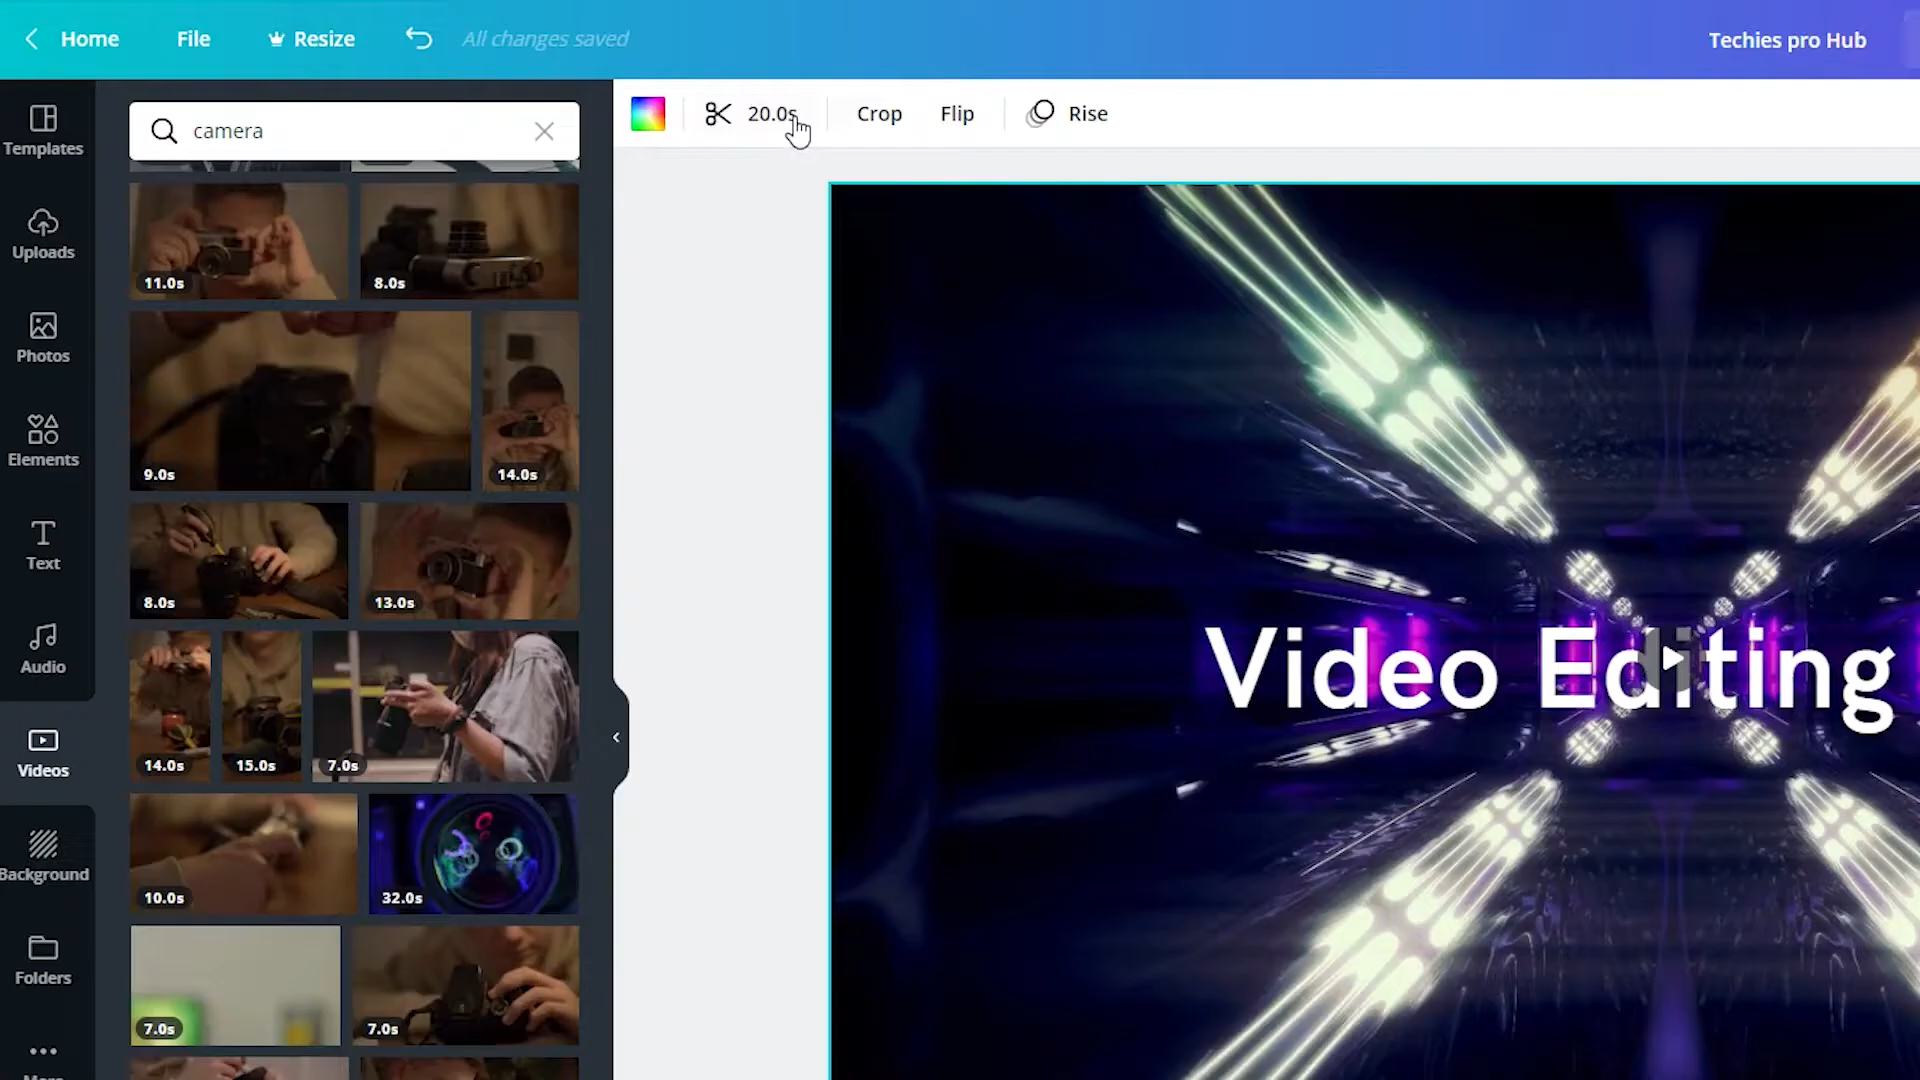 Home File Resize All changes saved Techies pro Hub
camera
20.0s Crop Flip Rise
Templates
Uploads
Photos
Elements
Text
Audio
Videos
Background
Folders
11.0s 8.0s
9.0s 14.0s
8.0s 13.0s
14.0s 15.0s 7.0s
10.0s 32.0s
7.0s 7.0s
Video Editing